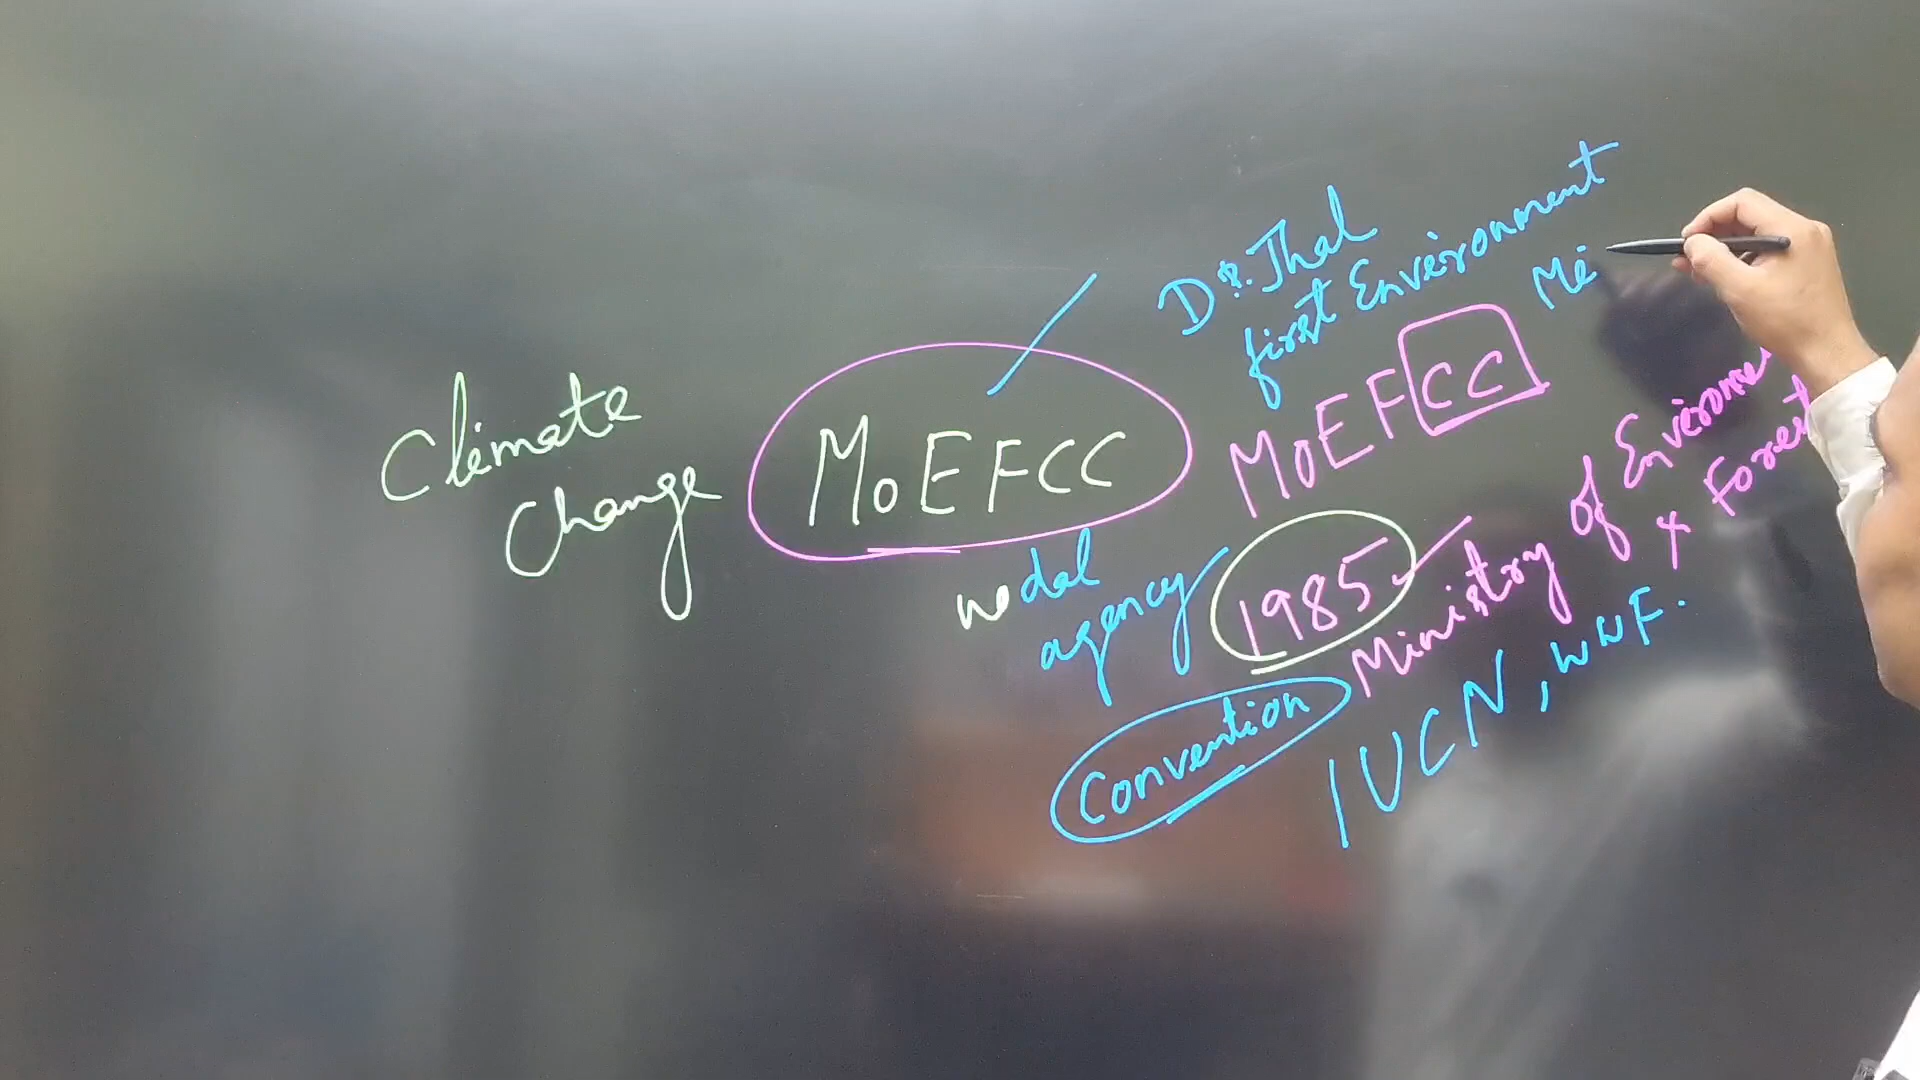 Climate
Change
MoEFCC
nodal
agency
Dr. Thal
first Environment
Mi
MoEFCC
1985
Ministry of Environme
& Forest
Convention
IUCN, WWF.